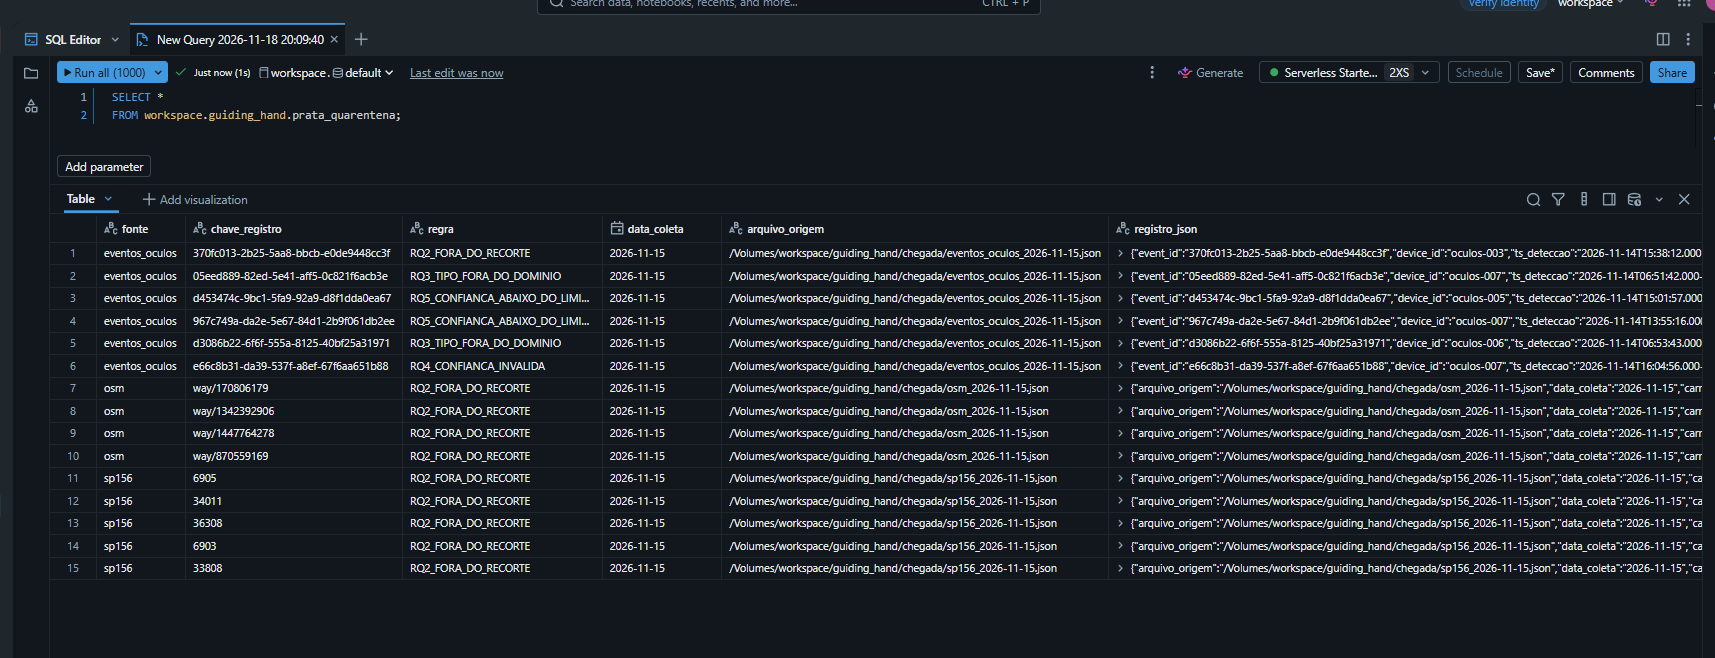 Search data, notebooks, recents, and more...
CTRL + P
Verify identity
workspace
SQL Editor
New Query 2026-11-18 20:09:40
Run all (1000)
Just now (1s)
workspace.
default
Last edit was now
Generate
Serverless Starte...
2XS
Schedule
Save*
Comments
Share
1 SELECT *
2 FROM workspace.guiding_hand.prata_quarentena;
Add parameter
Table
Add visualization
fonte chave_registro regra data_coleta arquivo_origem registro_json
1 eventos_oculos 370fc013-2b25-5aa8-bbcb-e0de9448cc3f RQ2_FORA_DO_RECORTE 2026-11-15 /Volumes/workspace/guiding_hand/chegada/eventos_oculos_2026-11-15.json {"event_id":"370fc013-2b25-5aa8-bbcb-e0de9448cc3f","device_id":"oculos-003","ts_deteccao":"2026-11-14T15:38:12.000
2 eventos_oculos 05eed889-82ed-5e41-aff5-0c821f6acb3e RQ3_TIPO_FORA_DO_DOMINIO 2026-11-15 /Volumes/workspace/guiding_hand/chegada/eventos_oculos_2026-11-15.json {"event_id":"05eed889-82ed-5e41-aff5-0c821f6acb3e","device_id":"oculos-007","ts_deteccao":"2026-11-14T06:51:42.000-
3 eventos_oculos d453474c-9bc1-5fa9-92a9-d8f1dda0ea67 RQ5_CONFIANCA_ABAIXO_DO_LIMI... 2026-11-15 /Volumes/workspace/guiding_hand/chegada/eventos_oculos_2026-11-15.json {"event_id":"d453474c-9bc1-5fa9-92a9-d8f1dda0ea67","device_id":"oculos-005","ts_deteccao":"2026-11-14T15:01:57.000
4 eventos_oculos 967c749a-da2e-5e67-84d1-2b9f061db2ee RQ5_CONFIANCA_ABAIXO_DO_LIMI... 2026-11-15 /Volumes/workspace/guiding_hand/chegada/eventos_oculos_2026-11-15.json {"event_id":"967c749a-da2e-5e67-84d1-2b9f061db2ee","device_id":"oculos-007","ts_deteccao":"2026-11-14T13:55:16.000
5 eventos_oculos d3086b22-6f6f-555a-8125-40bf25a31971 RQ3_TIPO_FORA_DO_DOMINIO 2026-11-15 /Volumes/workspace/guiding_hand/chegada/eventos_oculos_2026-11-15.json {"event_id":"d3086b22-6f6f-555a-8125-40bf25a31971","device_id":"oculos-006","ts_deteccao":"2026-11-14T06:53:43.000
6 eventos_oculos e66c8b31-da39-537f-a8ef-67f6aa651b88 RQ4_CONFIANCA_INVALIDA 2026-11-15 /Volumes/workspace/guiding_hand/chegada/eventos_oculos_2026-11-15.json {"event_id":"e66c8b31-da39-537f-a8ef-67f6aa651b88","device_id":"oculos-007","ts_deteccao":"2026-11-14T16:04:56.000-
7 osm way/170806179 RQ2_FORA_DO_RECORTE 2026-11-15 /Volumes/workspace/guiding_hand/chegada/osm_2026-11-15.json {"arquivo_origem":"/Volumes/workspace/guiding_hand/chegada/osm_2026-11-15.json","data_coleta":"2026-11-15","carr
8 osm way/1342392906 RQ2_FORA_DO_RECORTE 2026-11-15 /Volumes/workspace/guiding_hand/chegada/osm_2026-11-15.json {"arquivo_origem":"/Volumes/workspace/guiding_hand/chegada/osm_2026-11-15.json","data_coleta":"2026-11-15","carr
9 osm way/1447764278 RQ2_FORA_DO_RECORTE 2026-11-15 /Volumes/workspace/guiding_hand/chegada/osm_2026-11-15.json {"arquivo_origem":"/Volumes/workspace/guiding_hand/chegada/osm_2026-11-15.json","data_coleta":"2026-11-15","carr
10 osm way/870559169 RQ2_FORA_DO_RECORTE 2026-11-15 /Volumes/workspace/guiding_hand/chegada/osm_2026-11-15.json {"arquivo_origem":"/Volumes/workspace/guiding_hand/chegada/osm_2026-11-15.json","data_coleta":"2026-11-15","carr
11 sp156 6905 RQ2_FORA_DO_RECORTE 2026-11-15 /Volumes/workspace/guiding_hand/chegada/sp156_2026-11-15.json {"arquivo_origem":"/Volumes/workspace/guiding_hand/chegada/sp156_2026-11-15.json","data_coleta":"2026-11-15","ca
12 sp156 34011 RQ2_FORA_DO_RECORTE 2026-11-15 /Volumes/workspace/guiding_hand/chegada/sp156_2026-11-15.json {"arquivo_origem":"/Volumes/workspace/guiding_hand/chegada/sp156_2026-11-15.json","data_coleta":"2026-11-15","ca
13 sp156 36308 RQ2_FORA_DO_RECORTE 2026-11-15 /Volumes/workspace/guiding_hand/chegada/sp156_2026-11-15.json {"arquivo_origem":"/Volumes/workspace/guiding_hand/chegada/sp156_2026-11-15.json","data_coleta":"2026-11-15","ca
14 sp156 6903 RQ2_FORA_DO_RECORTE 2026-11-15 /Volumes/workspace/guiding_hand/chegada/sp156_2026-11-15.json {"arquivo_origem":"/Volumes/workspace/guiding_hand/chegada/sp156_2026-11-15.json","data_coleta":"2026-11-15","ca
15 sp156 33808 RQ2_FORA_DO_RECORTE 2026-11-15 /Volumes/workspace/guiding_hand/chegada/sp156_2026-11-15.json {"arquivo_origem":"/Volumes/workspace/guiding_hand/chegada/sp156_2026-11-15.json","data_coleta":"2026-11-15","ca